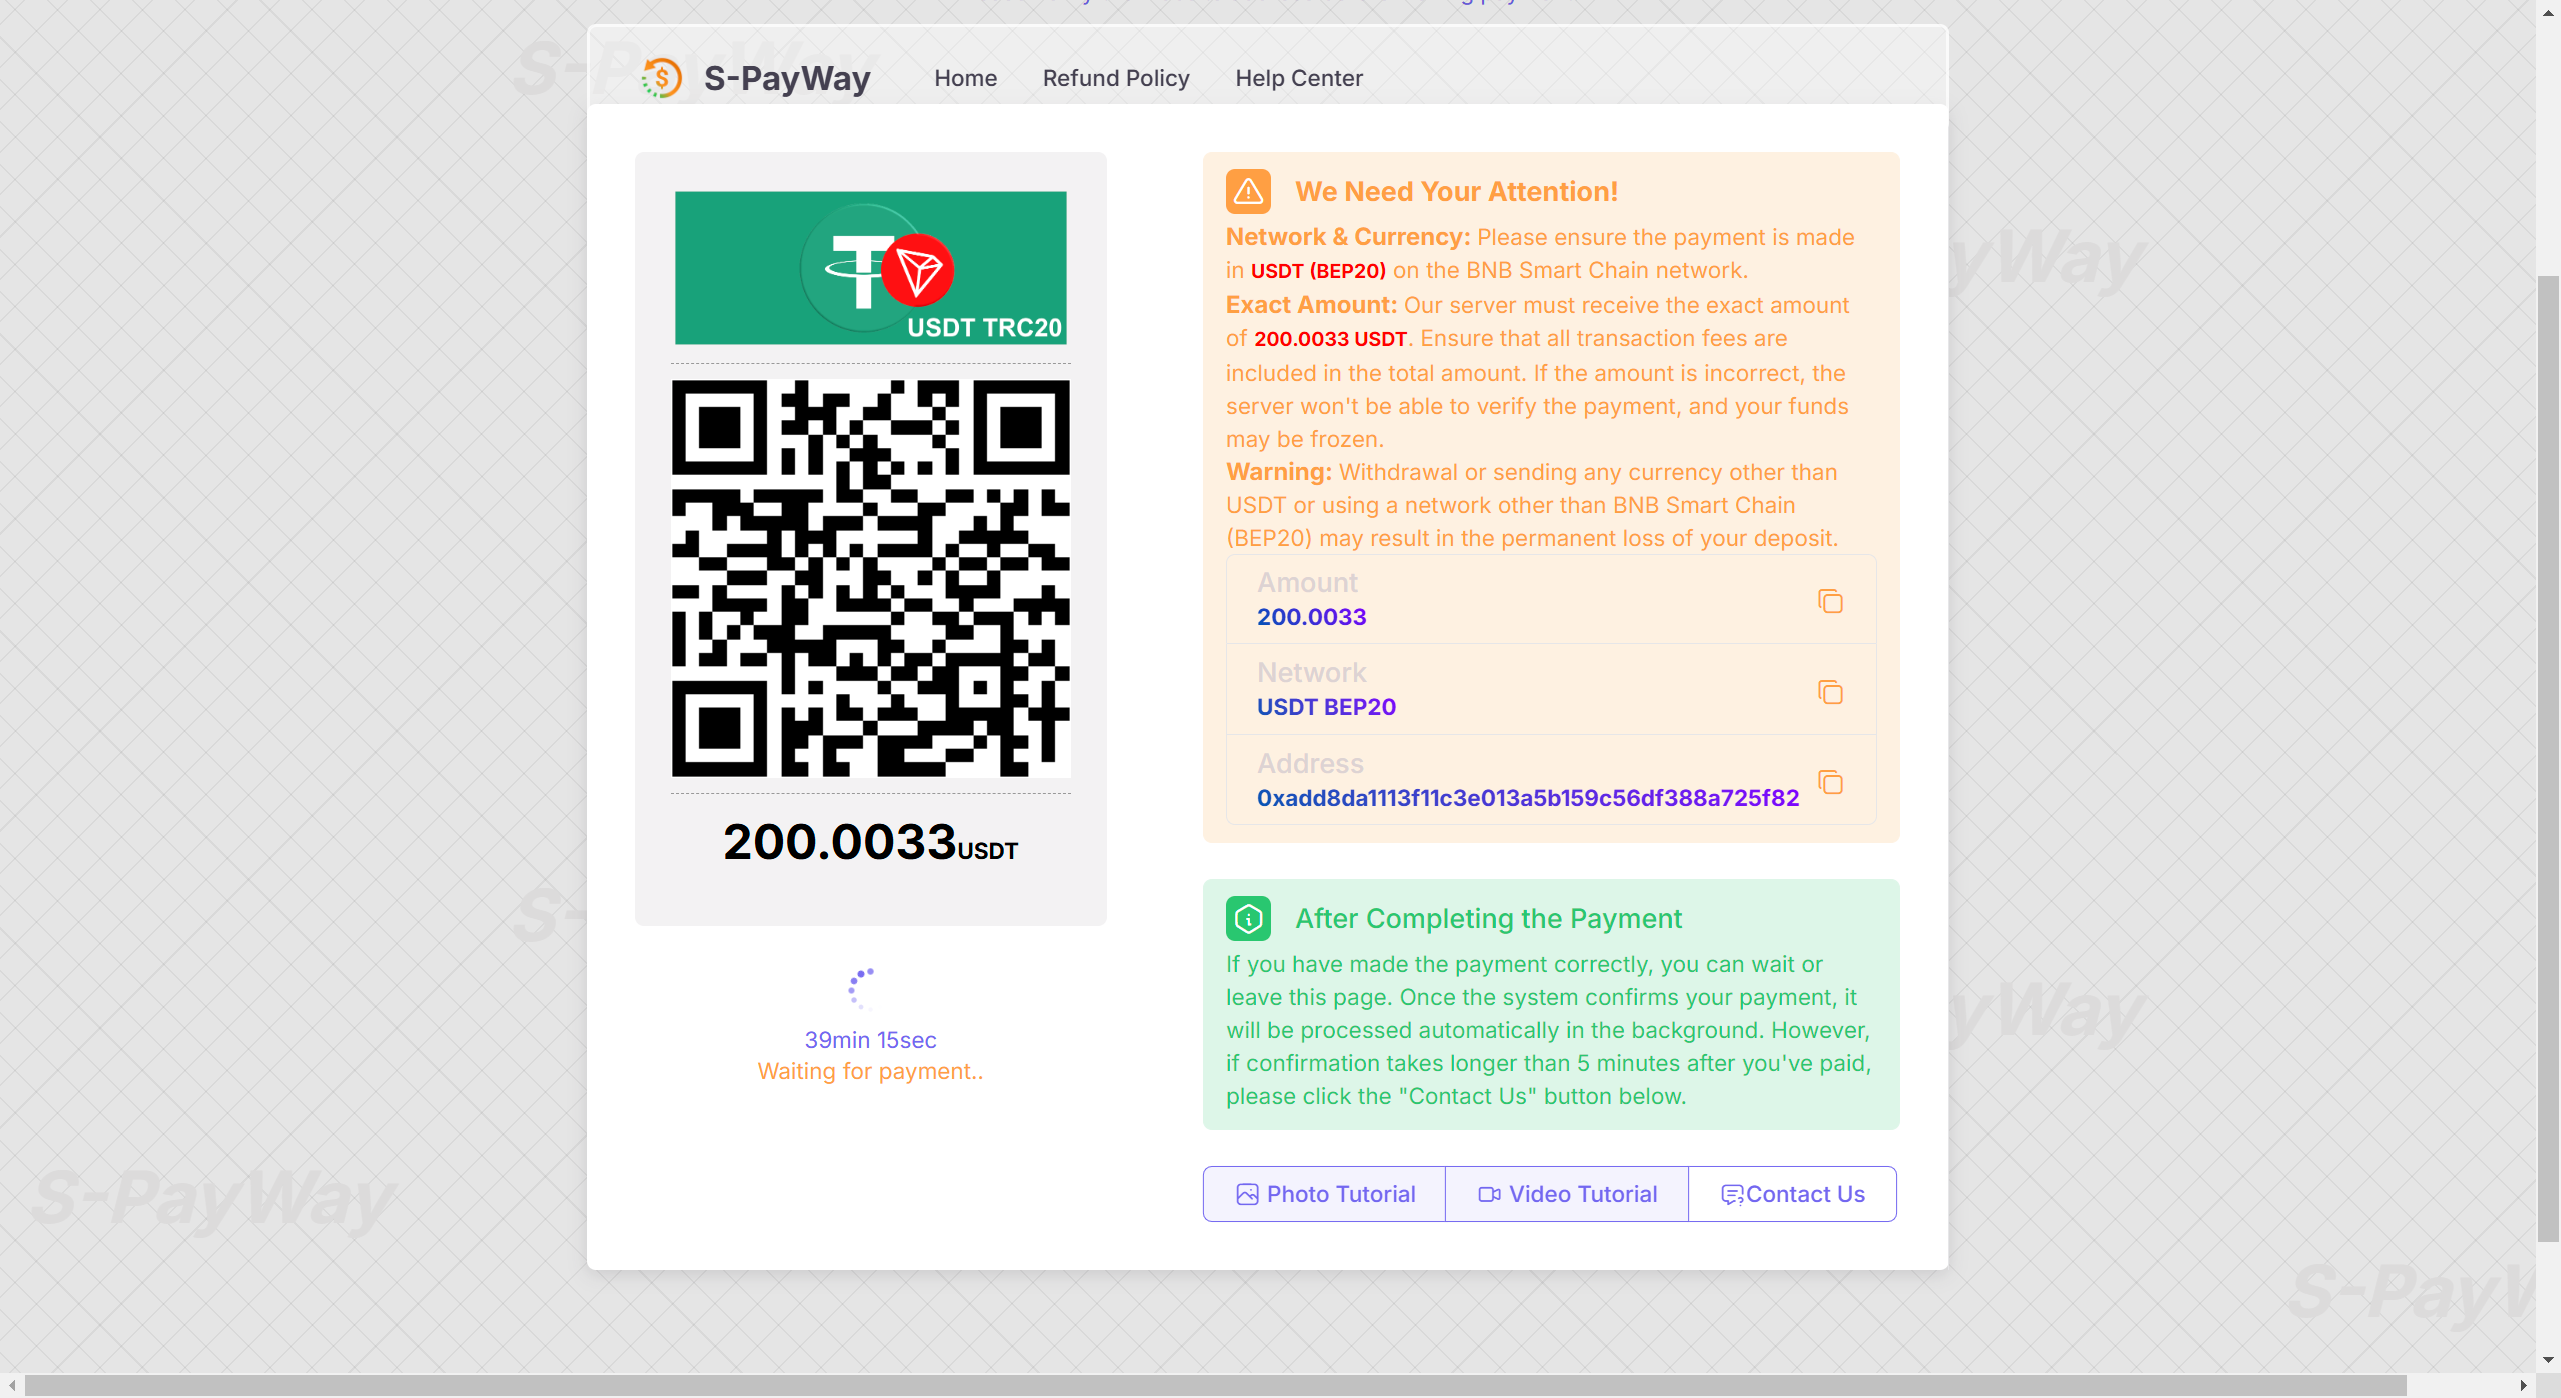 S-PayWay
Home
Refund Policy
Help Center
USDT TRC20
200.0033USDT
39min 15sec
Waiting for payment..
We Need Your Attention!
Network & Currency: Please ensure the payment is made
in USDT (BEP20) on the BNB Smart Chain network.
Exact Amount: Our server must receive the exact amount
of 200.0033 USDT. Ensure that all transaction fees are
included in the total amount. If the amount is incorrect, the
server won't be able to verify the payment, and your funds
may be frozen.
Warning: Withdrawal or sending any currency other than
USDT or using a network other than BNB Smart Chain
(BEP20) may result in the permanent loss of your deposit.
Amount
200.0033
Network
USDT BEP20
Address
0xadd8da1113f11c3e013a5b159c56df388a725f82
After Completing the Payment
If you have made the payment correctly, you can wait or
leave this page. Once the system confirms your payment, it
will be processed automatically in the background. However,
if confirmation takes longer than 5 minutes after you've paid,
please click the "Contact Us" button below.
Photo Tutorial
Video Tutorial
Contact Us
S-PayWay